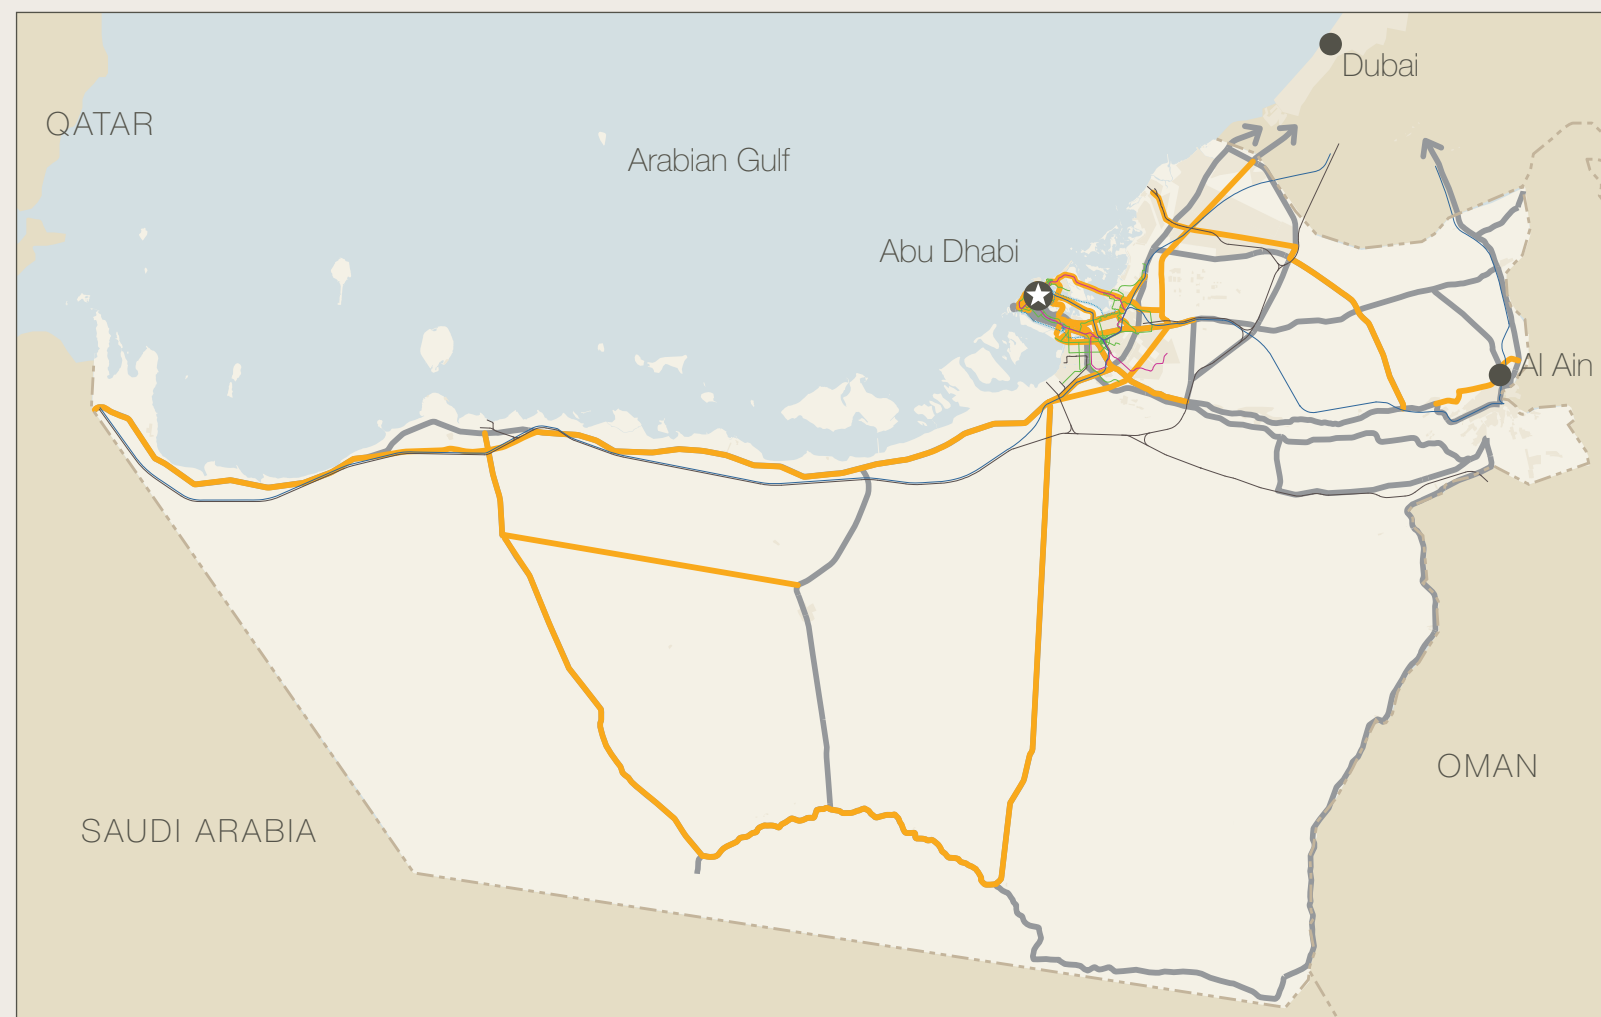 Dubai
QATAR
Arabian Gulf
Abu Dhabi
Al Ain
OMAN
SAUDI ARABIA